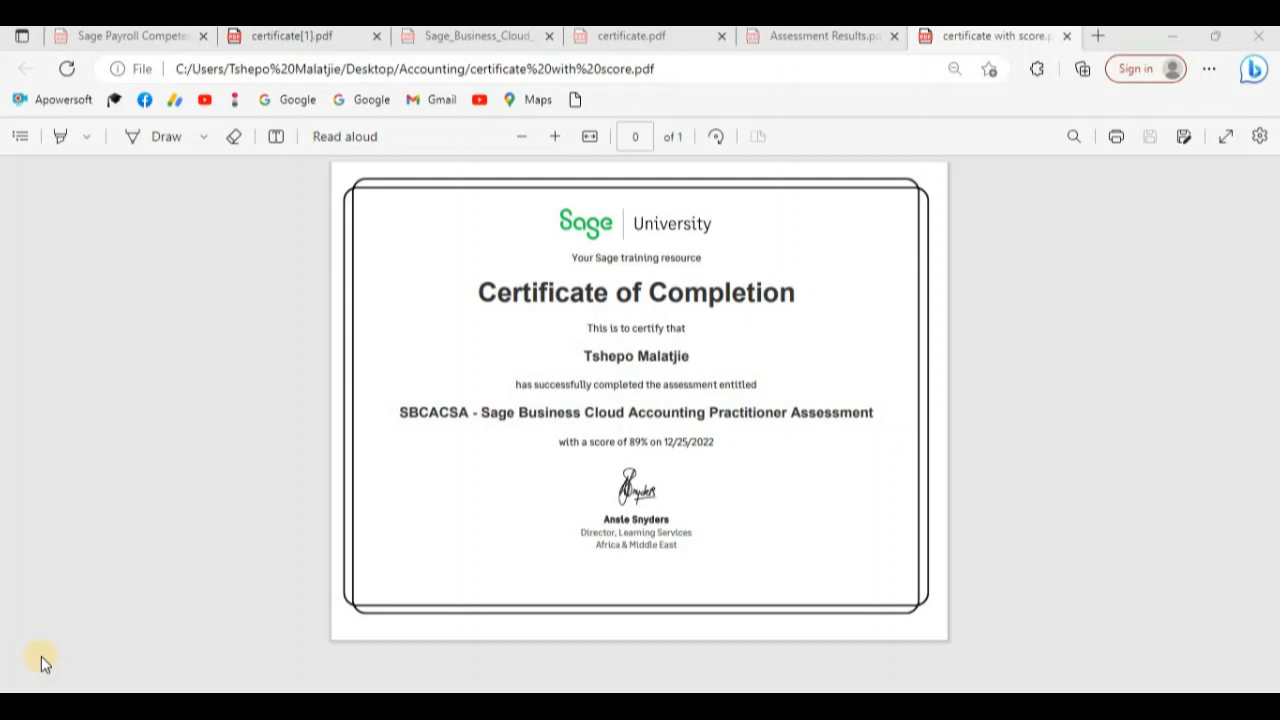 Sage Payroll Compete
certificate[1].pdf
Sage_Business_Cloud_
certificate.pdf
Assessment Results.pd
certificate with score.p
File
C:/Users/Tshepo%20Malatjie/Desktop/Accounting/certificate%20with%20score.pdf
Sign in
Apowersoft
Google
Google
Gmail
Maps
Draw
Read aloud
0
of 1
Sage University
Your Sage training resource
Certificate of Completion
This is to certify that
Tshepo Malatjie
has successfully completed the assessment entitled
SBCACSA - Sage Business Cloud Accounting Practitioner Assessment
with a score of 89% on 12/25/2022
Snyders
Ansie Snyders
Director, Learning Services
Africa & Middle East